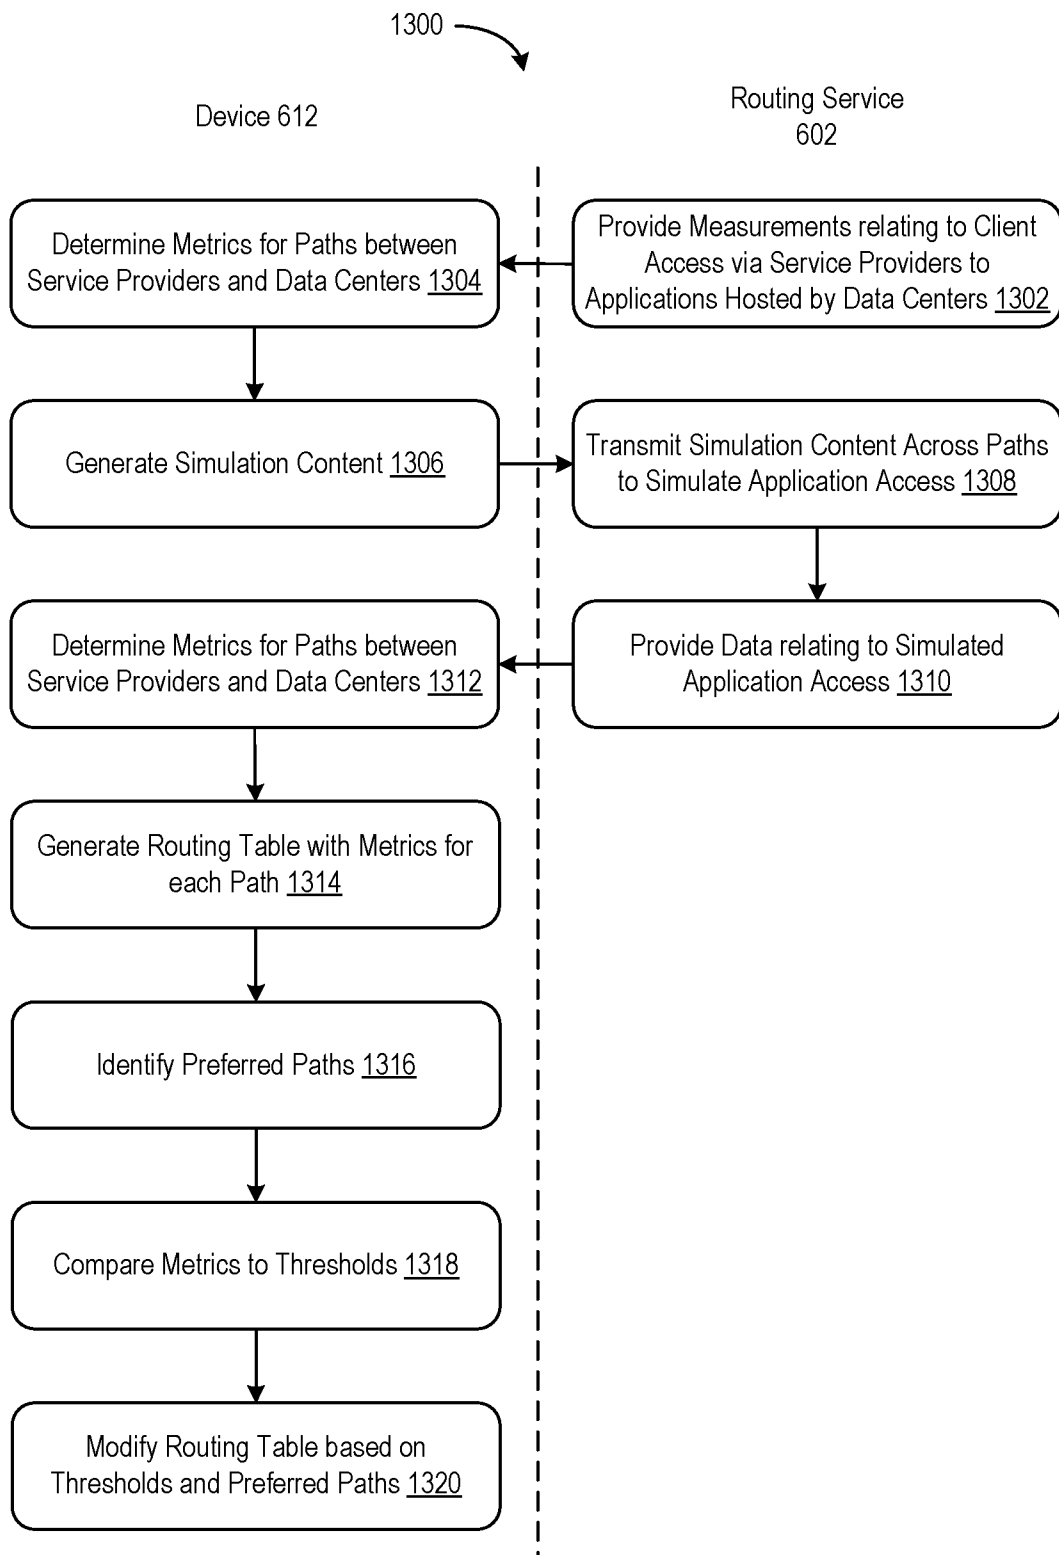 1300
Device 612
Routing Service
602
Provide Measurements relating to Client
Access via Service Providers to
Applications Hosted by Data Centers 1302
Determine Metrics for Paths between
Service Providers and Data Centers 1304
Generate Simulation Content 1306
Transmit Simulation Content Across Paths
to Simulate Application Access 1308
Provide Data relating to Simulated
Application Access 1310
Determine Metrics for Paths between
Service Providers and Data Centers 1312
Generate Routing Table with Metrics for
each Path 1314
Identify Preferred Paths 1316
Compare Metrics to Thresholds 1318
Modify Routing Table based on
Thresholds and Preferred Paths 1320